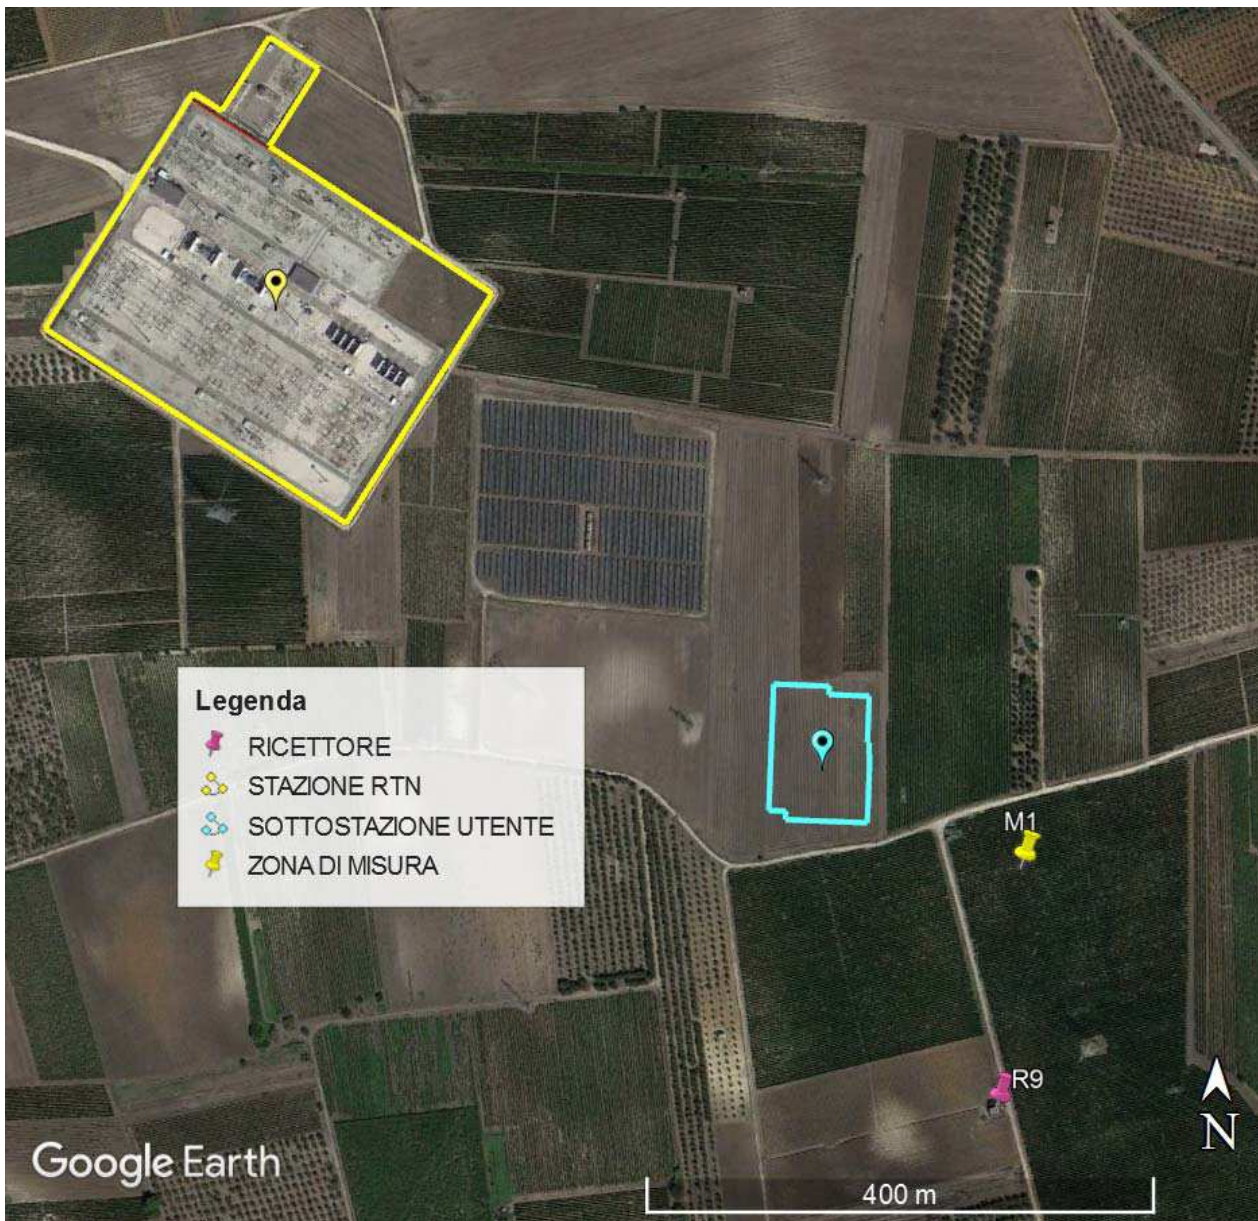 Legenda
RICETTORE
STAZIONE RTN
SOTTOSTAZIONE UTENTE
ZONA DI MISURA
M1
R9
N
Google Earth
400 m